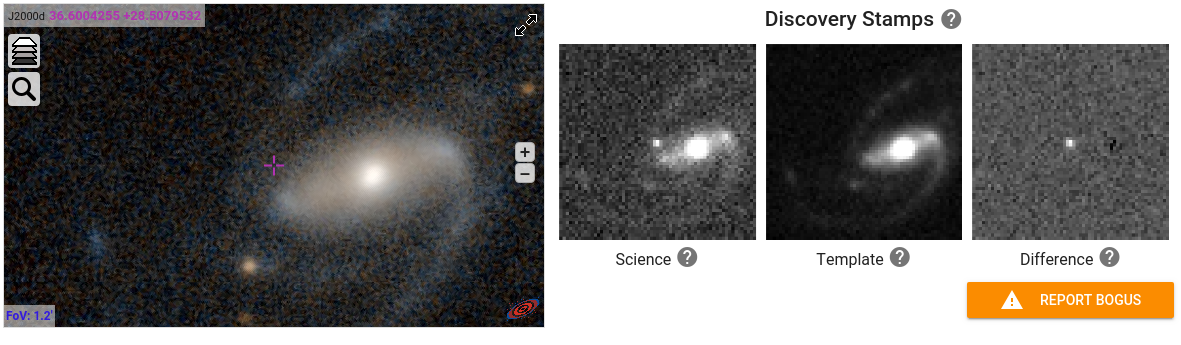 J2000d 36.6004255 +28.5079532
FoV: 1.2'
Discovery Stamps ?
Science ?
Template ?
Difference ?
REPORT BOGUS